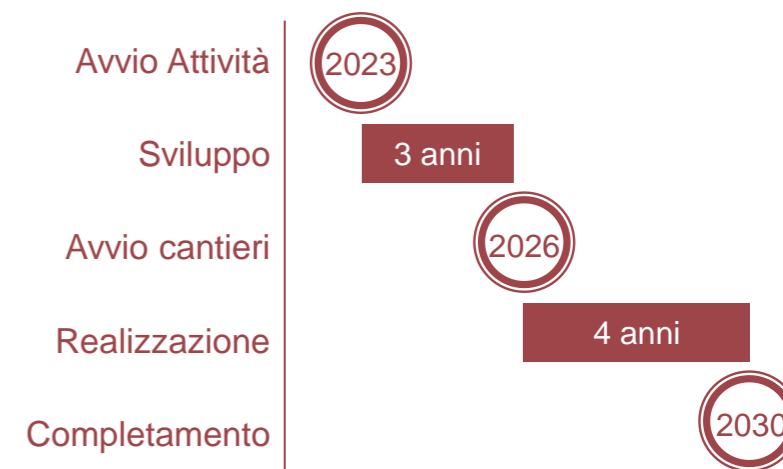 Avvio Attività
2023
Sviluppo
3 anni
Avvio cantieri
2026
Realizzazione
4 anni
Completamento
2030